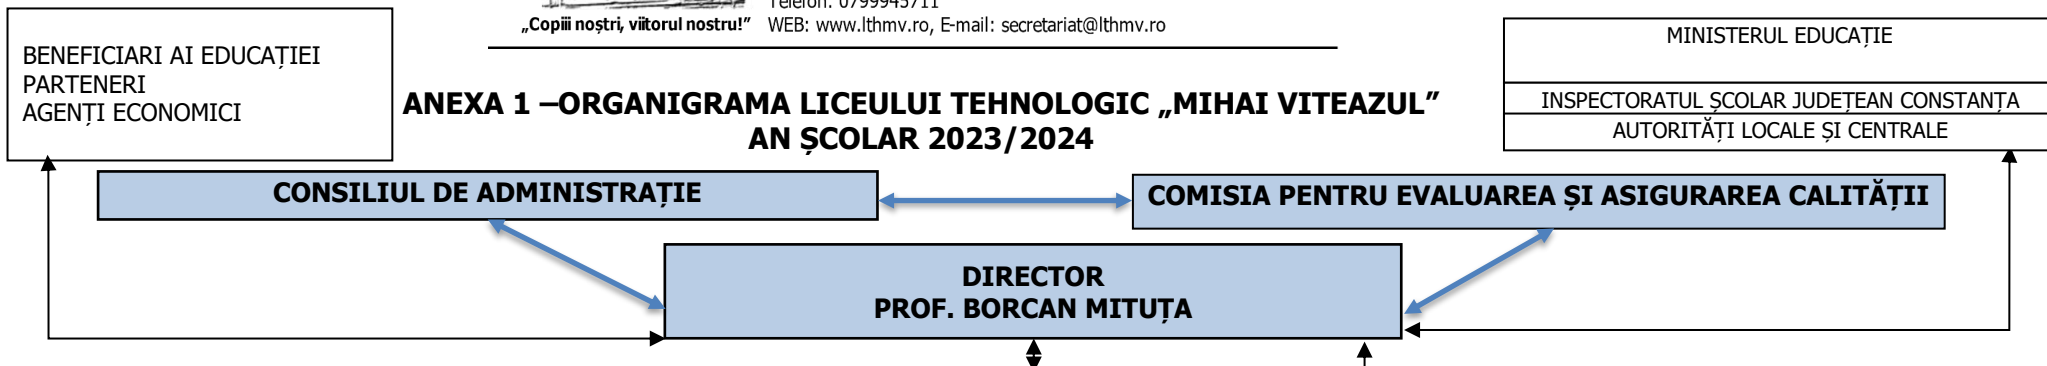 Telefon: 0799945711
„Copiii noștri, viitorul nostru!”
WEB: www.lthmv.ro, E-mail: secretariat@lthmv.ro
BENEFICIARI AI EDUCAȚIEI
PARTENERI
AGENȚI ECONOMICI
MINISTERUL EDUCAȚIE
INSPECTORATUL ȘCOLAR JUDEȚEAN CONSTANȚA
AUTORITĂȚI LOCALE ȘI CENTRALE
ANEXA 1 –ORGANIGRAMA LICEULUI TEHNOLOGIC „MIHAI VITEAZUL”
AN ȘCOLAR 2023/2024
CONSILIUL DE ADMINISTRAȚIE
COMISIA PENTRU EVALUAREA ȘI ASIGURAREA CALITĂȚII
DIRECTOR
PROF. BORCAN MITUȚA